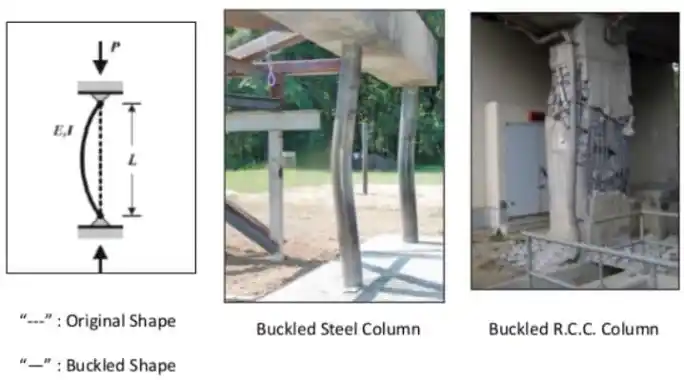 P
E,I
L
“---” : Original Shape
“—” : Buckled Shape
Buckled Steel Column
Buckled R.C.C. Column